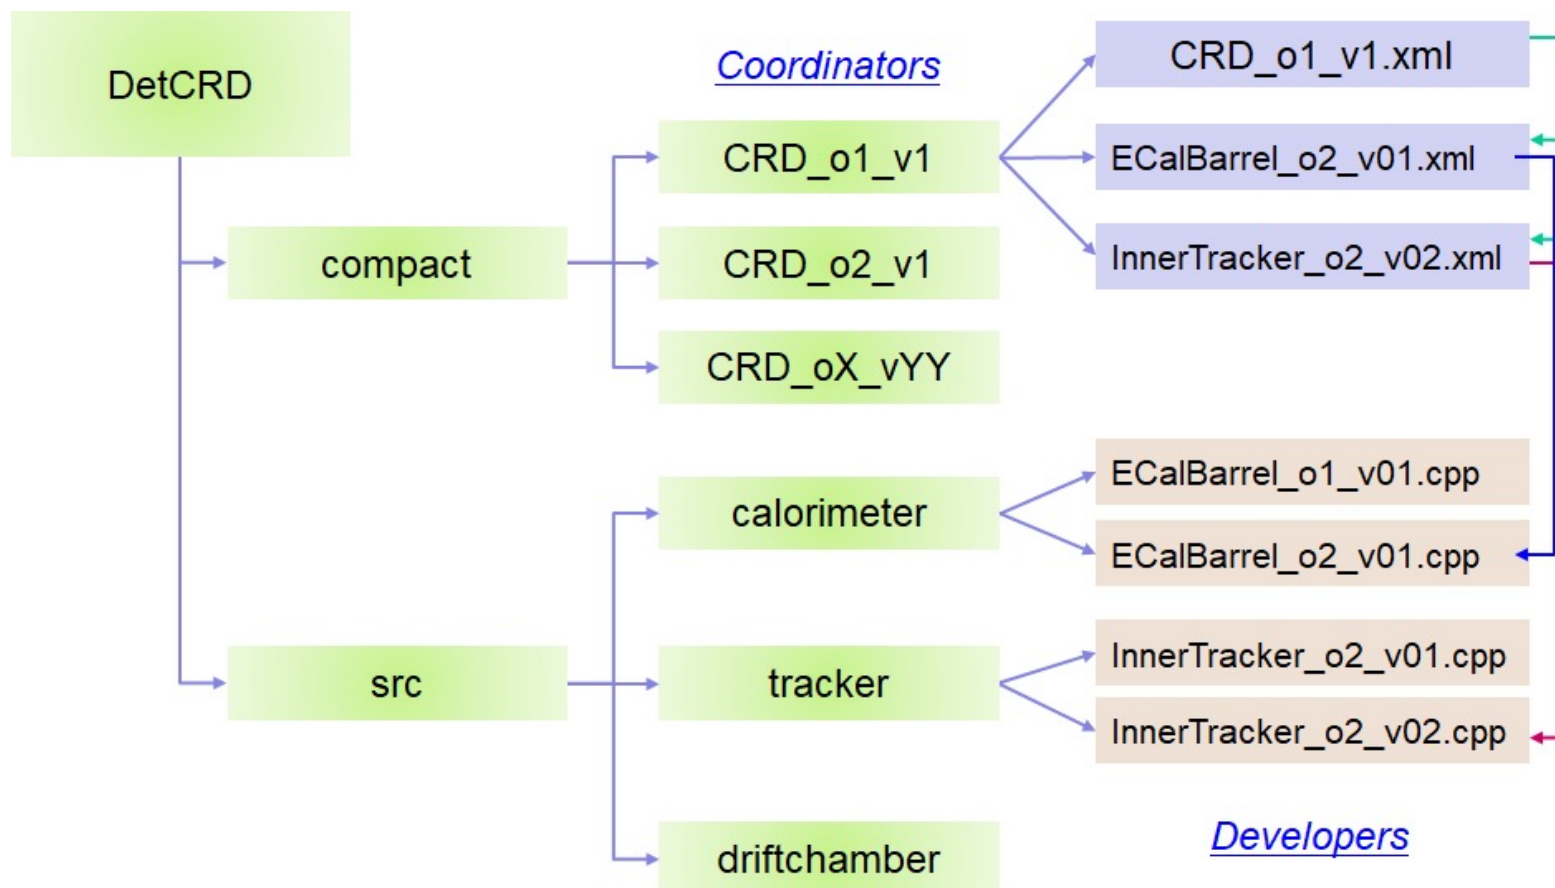 DetCRD
Coordinators
CRD_o1_v1.xml
CRD_o1_v1
ECalBarrel_o2_v01.xml
compact
CRD_o2_v1
InnerTracker_o2_v02.xml
CRD_oX_vYY
ECalBarrel_o1_v01.cpp
calorimeter
ECalBarrel_o2_v01.cpp
InnerTracker_o2_v01.cpp
src
tracker
InnerTracker_o2_v02.cpp
Developers
driftchamber